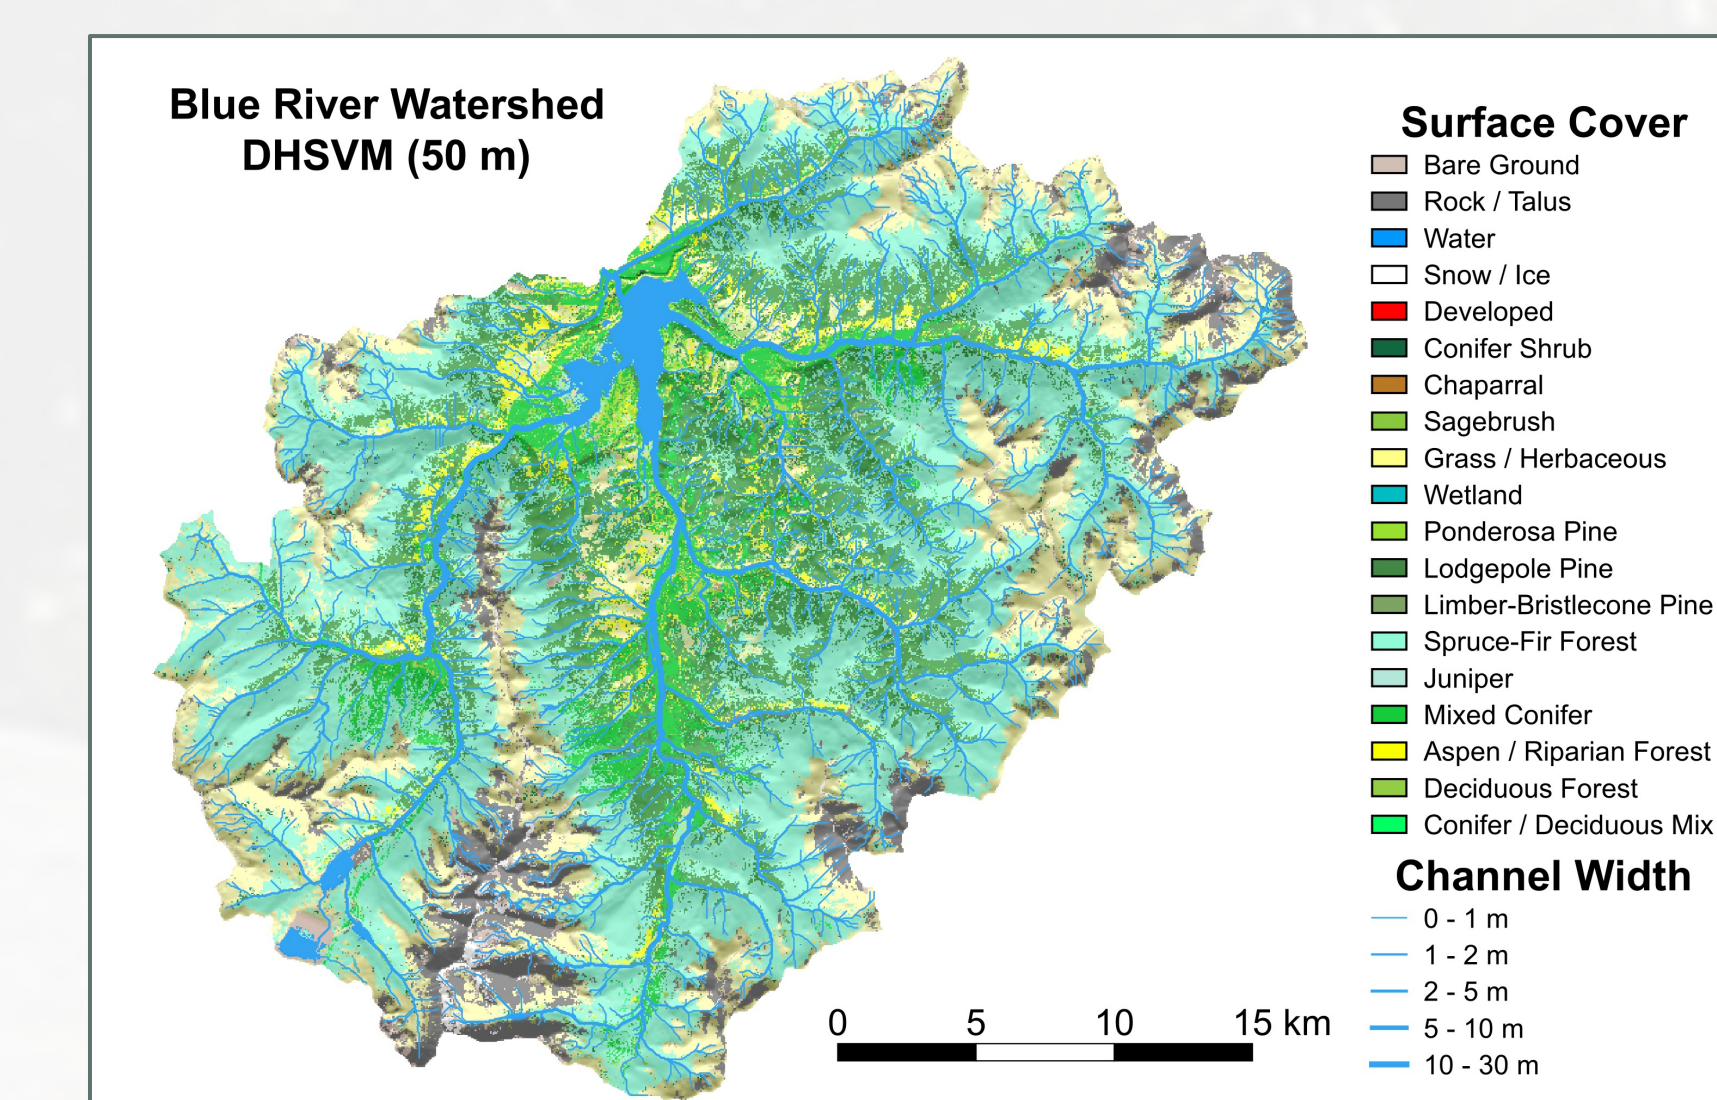 Blue River Watershed
DHSVM (50 m)
Surface Cover
Bare Ground
Rock / Talus
Water
Snow / Ice
Developed
Conifer Shrub
Chaparral
Sagebrush
Grass / Herbaceous
Wetland
Ponderosa Pine
Lodgepole Pine
Limber-Bristlecone Pine
Spruce-Fir Forest
Juniper
Mixed Conifer
Aspen / Riparian Forest
Deciduous Forest
Conifer / Deciduous Mix
Channel Width
0 - 1 m
1 - 2 m
2 - 5 m
5 - 10 m
10 - 30 m
0 5 10 15 km